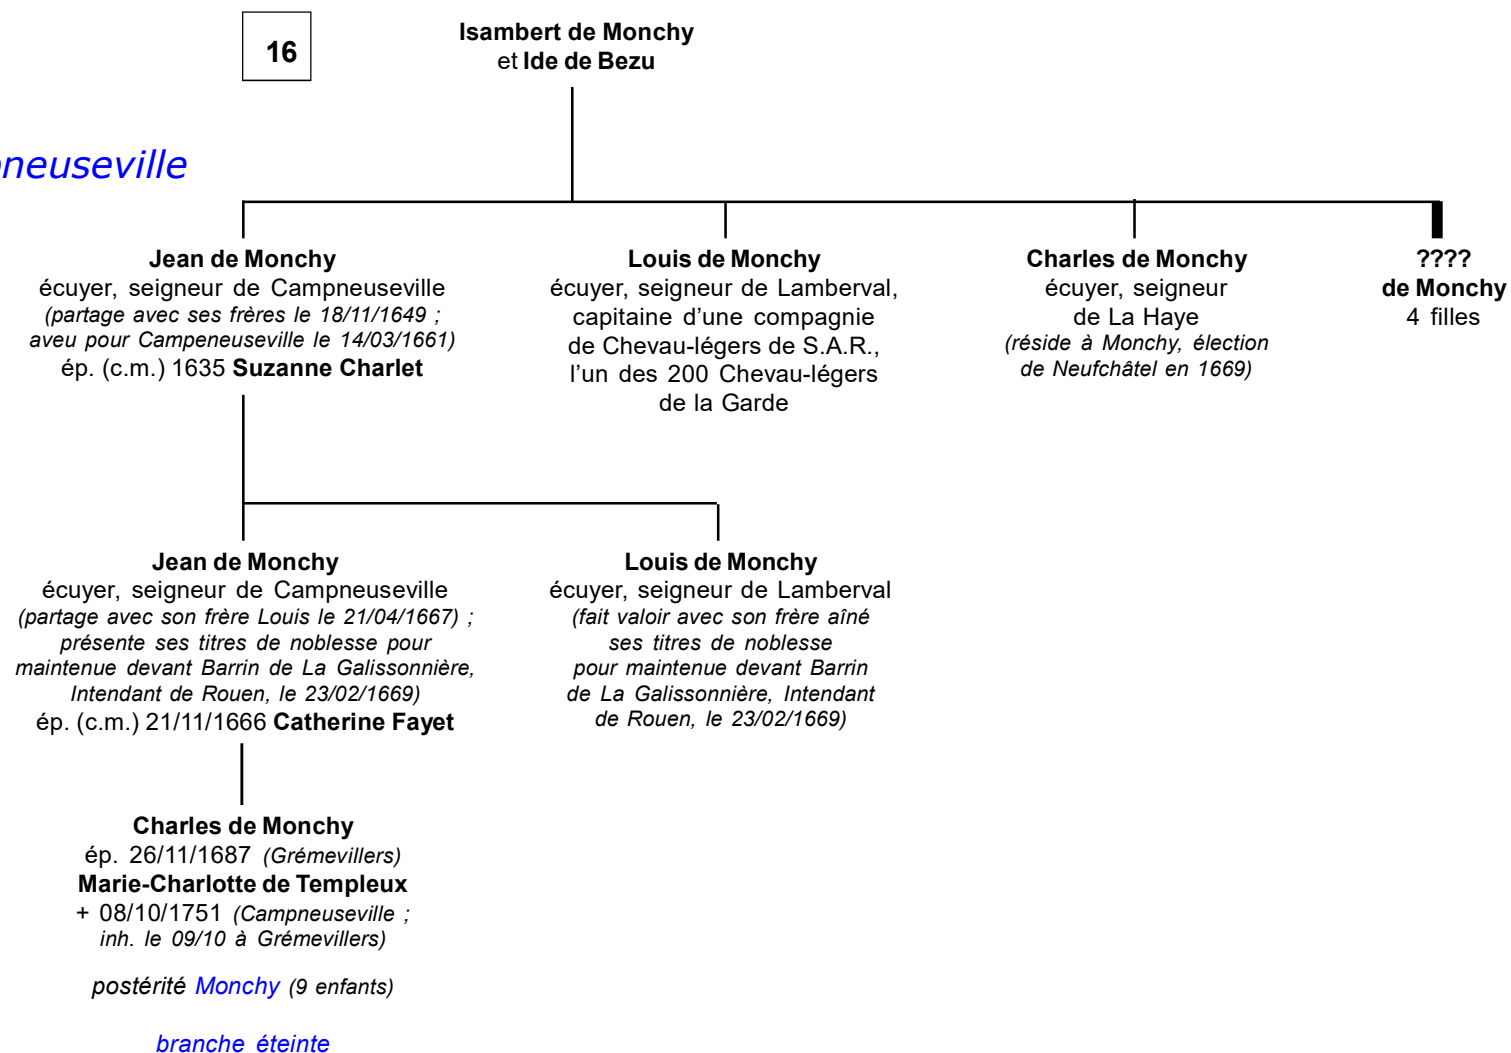 16
Isambert de Monchy
et Ide de Bezu
neuseville
Jean de Monchy
écuyer, seigneur de Campneuseville
(partage avec ses frères le 18/11/1649 ;
aveu pour Campeneuseville le 14/03/1661)
ép. (c.m.) 1635 Suzanne Charlet
Louis de Monchy
écuyer, seigneur de Lamberval,
capitaine d’une compagnie
de Chevau-légers de S.A.R.,
l’un des 200 Chevau-légers
de la Garde
Charles de Monchy
écuyer, seigneur
de La Haye
(réside à Monchy, élection
de Neufchâtel en 1669)
????
de Monchy
4 filles
Jean de Monchy
écuyer, seigneur de Campneuseville
(partage avec son frère Louis le 21/04/1667) ;
présente ses titres de noblesse pour
maintenue devant Barrin de La Galissonnière,
Intendant de Rouen, le 23/02/1669)
ép. (c.m.) 21/11/1666 Catherine Fayet
Louis de Monchy
écuyer, seigneur de Lamberval
(fait valoir avec son frère aîné
ses titres de noblesse
pour maintenue devant Barrin
de La Galissonnière, Intendant
de Rouen, le 23/02/1669)
Charles de Monchy
ép. 26/11/1687 (Grémevillers)
Marie-Charlotte de Templeux
+ 08/10/1751 (Campneuseville ;
inh. le 09/10 à Grémevillers)
postérité Monchy (9 enfants)
branche éteinte